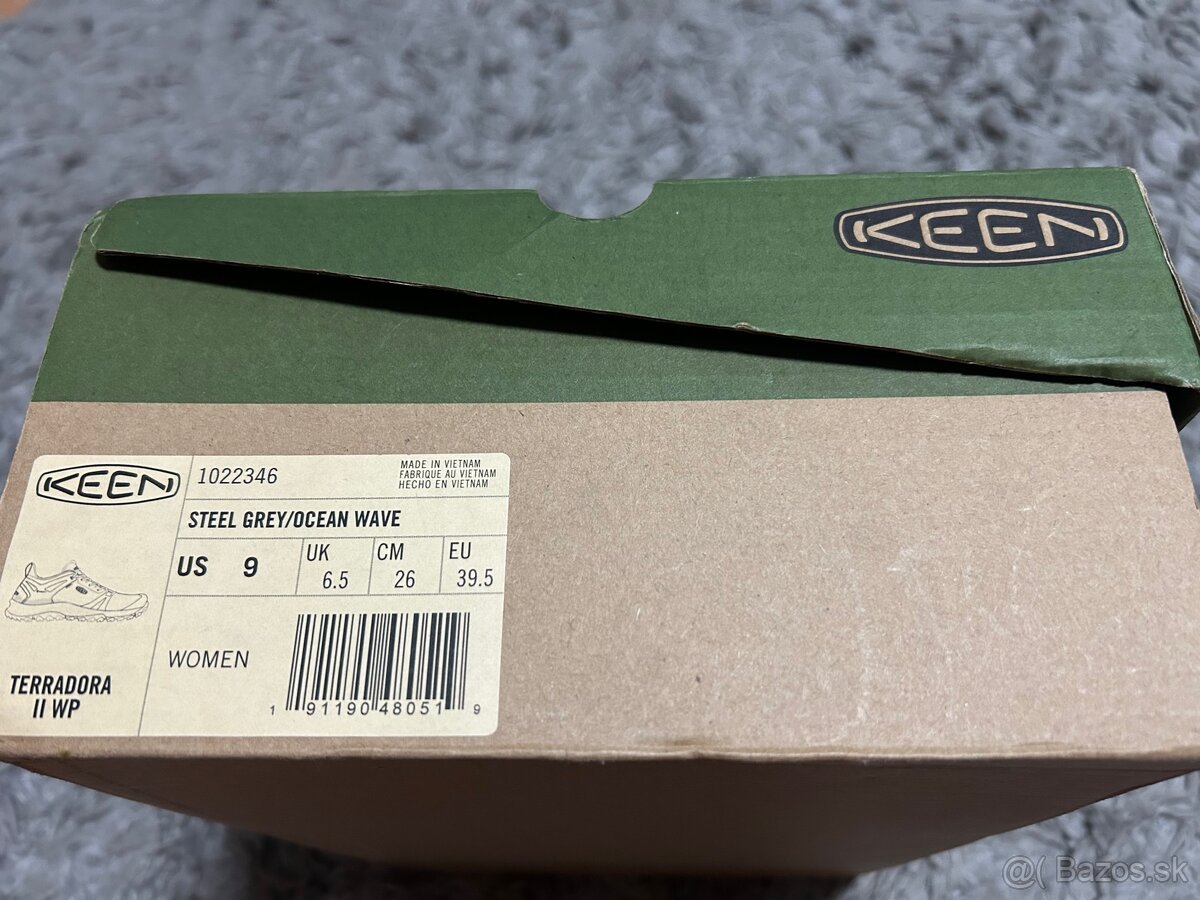 KEEN
KEEN
1022346
MADE IN VIETNAM
FABRIQUE AU VIETNAM
HECHO EN VIETNAM
STEEL GREY/OCEAN WAVE
US 9
UK 6.5
CM 26
EU 39.5
WOMEN
TERRADORA
II WP
1 91190 48051 9
@( Bazos.sk